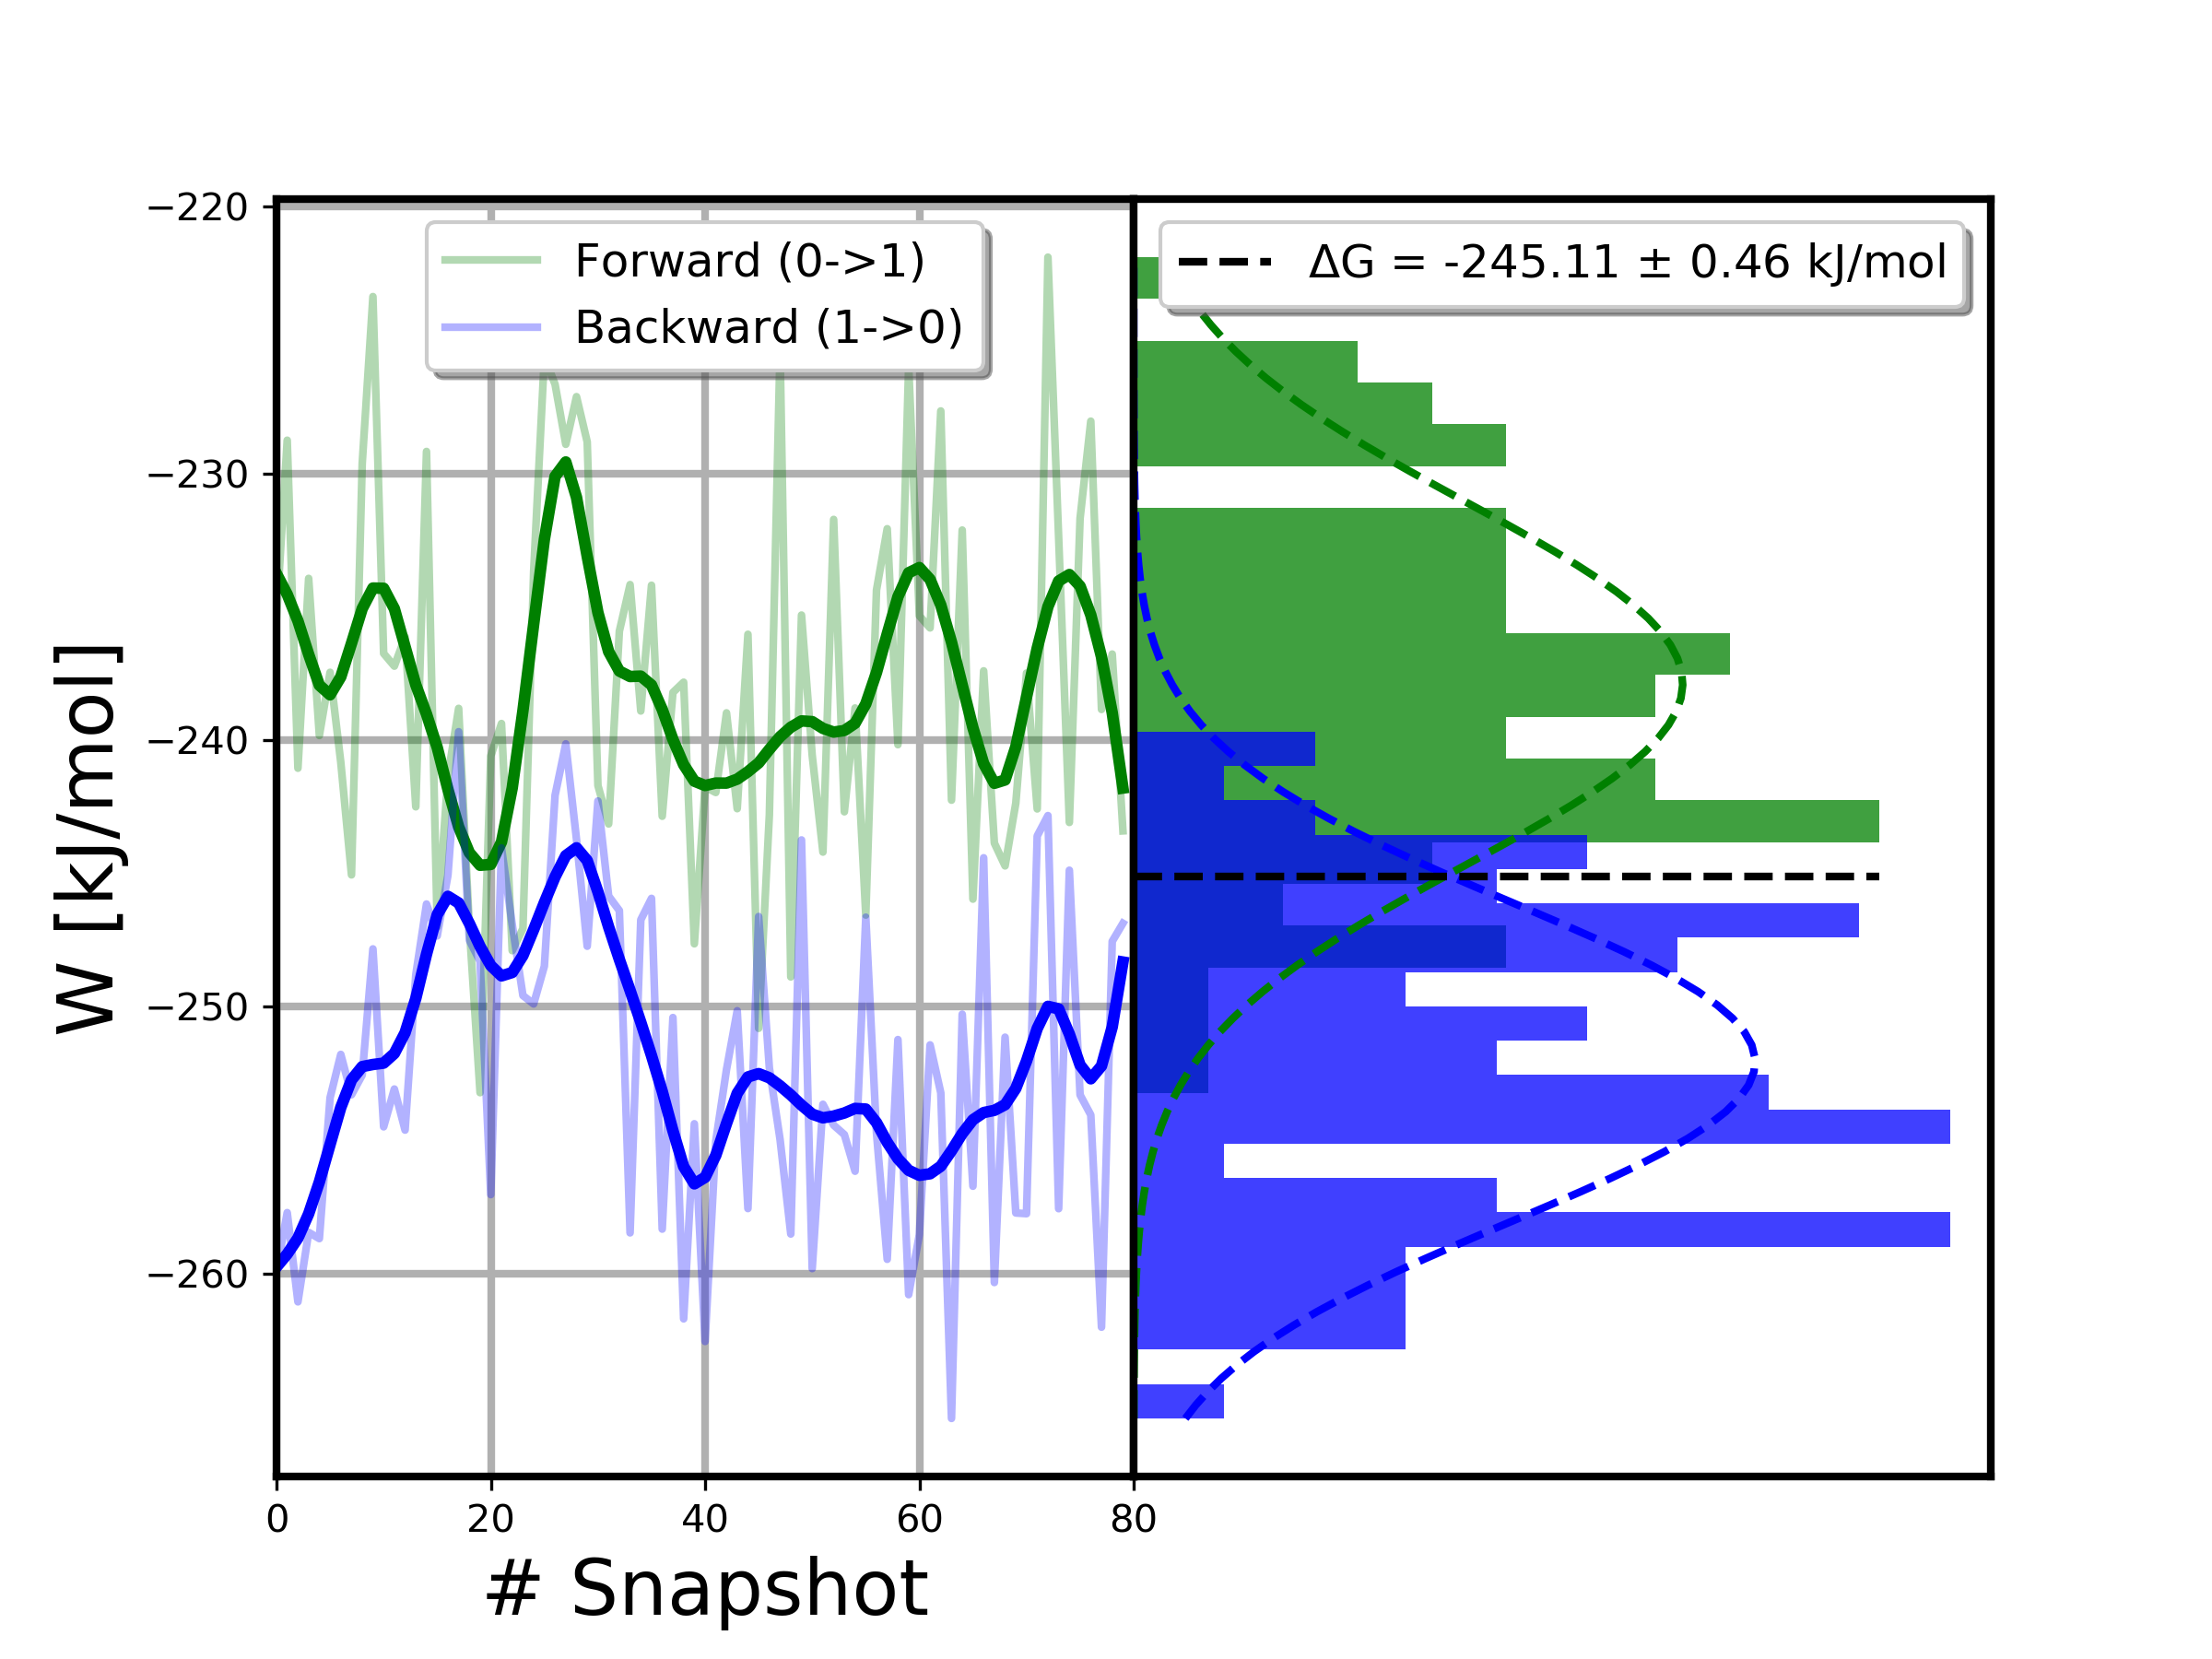 −220
−230
−240
−250
−260
W [kJ/mol]
Forward (0->1)
Backward (1->0)
ΔG = -245.11 ± 0.46 kJ/mol
0 20 40 60 80
# Snapshot